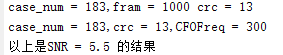 case_num = 183,fram = 1000 crc = 13
case_num = 183,crc = 13,CFOFreq = 300
以上是SNR = 5.5 的结果